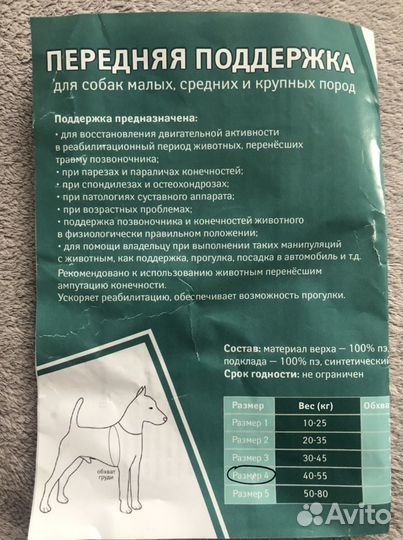 ПЕРЕДНЯЯ ПОДДЕРЖКА
для собак малых, средних и крупных пород
Поддержка предназначена:
• для восстановления двигательной активности
в реабилитационный период животных, перенёсших
травму позвоночника;
• при парезах и параличах конечностей;
• при спондилезах и остеохондрозах;
• при патологиях суставного аппарата;
• при возрастных проблемах;
• поддержка позвоночника и конечностей животного
в физиологически правильном положении;
• для помощи владельцу при выполнении таких манипуляций
с животным, как поддержка, прогулка, посадка в автомобиль и т.д.
Рекомендовано к использованию животным перенёсшим
ампутацию конечности.
Ускоряет реабилитацию, обеспечивает возможность прогулки.
Состав: материал верха — 100% пэ,
подклада — 100% пэ, синтетический
Срок годности: не ограничен
обхват
груди
Размер Вес (кг) Обхва
Размер 1 10-25
Размер 2 20-35
Размер 3 30-45
Размер 4 40-55
Размер 5 50-80
Avito